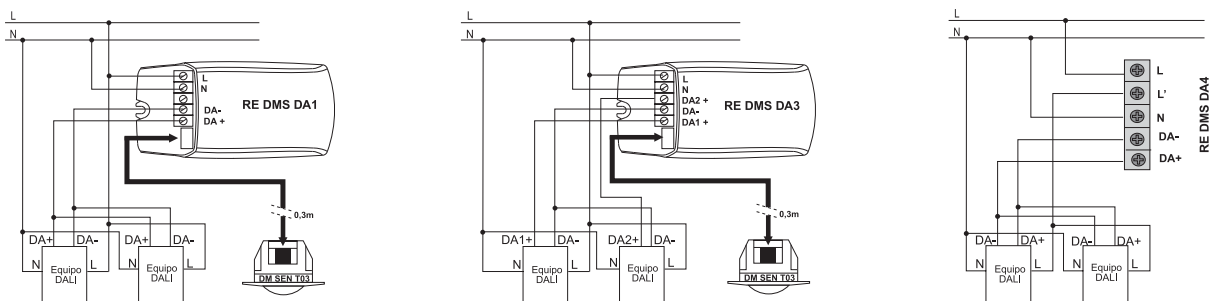 L
N
L
N
DA-
DA +
RE DMS DA1
0,3m
DA+ DA- DA+ DA-
N L N L
Equipo
DALI
Equipo
DALI
DM SEN T03
L
N
L
N
DA2 +
DA-
DA1 +
RE DMS DA3
0,3m
DA1+ DA- DA2+ DA-
N L N L
Equipo
DALI
Equipo
DALI
DM SEN T03
L
N
L
L'
N
DA-
DA+
RE DMS DA4
DA- DA+ DA- DA+
N L N L
Equipo
DALI
Equipo
DALI